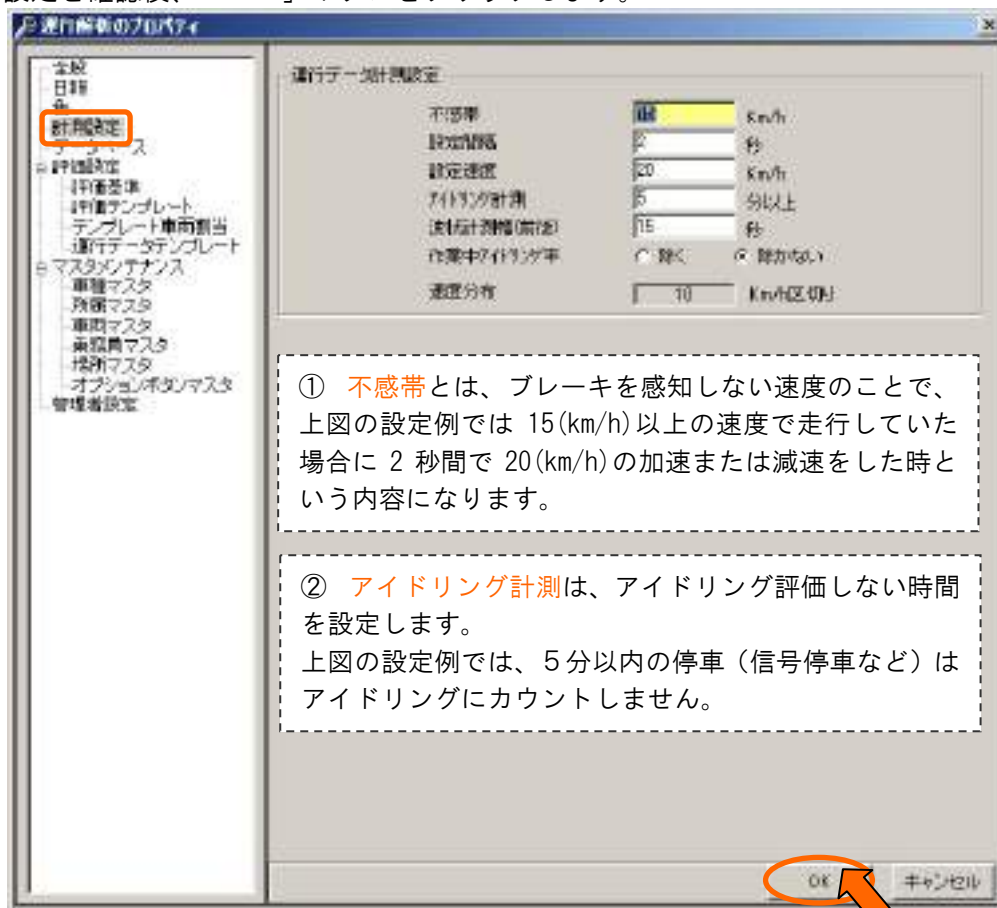 設定を確認後、
運行解析のプロパティ
全般
日報
計測設定
データベース
評価設定
評価基準
評価テンプレート
テンプレート車両割当
運行データテンプレート
マスタメンテナンス
車種マスタ
所属マスタ
車両マスタ
乗務員マスタ
場所マスタ
オプションボタンマスタ
管理者設定
運行データ計測設定
不感帯 Km/h
設定間隔 2 秒
設定速度 20 Km/h
アイドリング計測 5 分以上
波状計測幅(前後) 15 秒
作業中アイドリング率 除く 除かない
速度分布 10 Km/h区切り
① 不感帯とは、ブレーキを感知しない速度のことで、
上図の設定例では 15(km/h)以上の速度で走行していた
場合に 2 秒間で 20(km/h)の加速または減速をした時と
いう内容になります。
② アイドリング計測は、アイドリング評価しない時間
を設定します。
上図の設定例では、５分以内の停車（信号停車など）は
アイドリングにカウントしません。
OK キャンセル